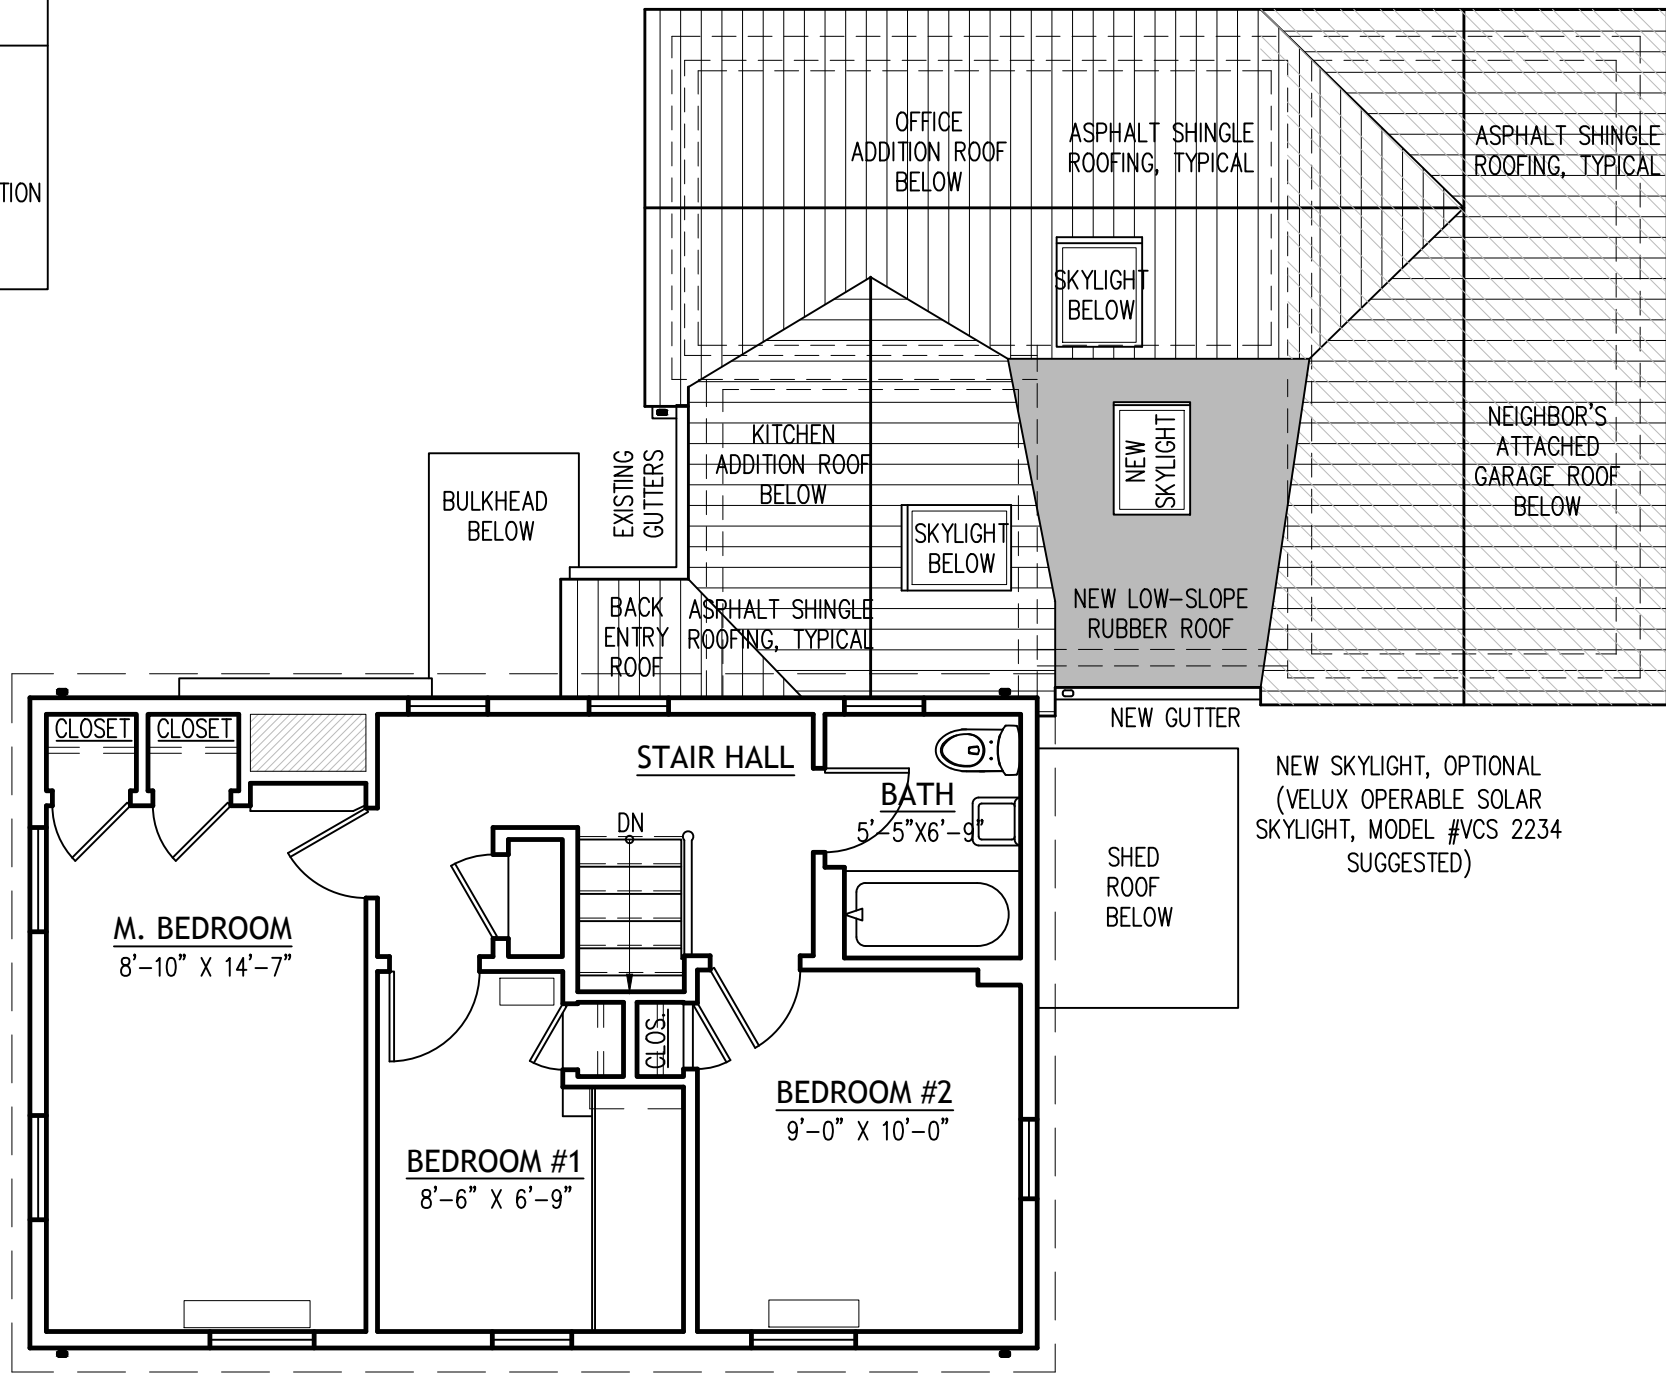 TION
OFFICE
ADDITION ROOF
BELOW
ASPHALT SHINGLE
ROOFING, TYPICAL
ASPHALT SHINGLE
ROOFING, TYPICAL
SKYLIGHT
BELOW
KITCHEN
ADDITION ROOF
BELOW
NEW
SKYLIGHT
NEIGHBOR'S
ATTACHED
GARAGE ROOF
BELOW
EXISTING
GUTTERS
BULKHEAD
BELOW
SKYLIGHT
BELOW
BACK
ENTRY
ROOF
ASPHALT SHINGLE
ROOFING, TYPICAL
NEW LOW-SLOPE
RUBBER ROOF
NEW GUTTER
CLOSET
CLOSET
STAIR HALL
NEW SKYLIGHT, OPTIONAL
(VELUX OPERABLE SOLAR
SKYLIGHT, MODEL #VCS 2234
SUGGESTED)
BATH
5'-5"X6'-9"
DN
SHED
ROOF
BELOW
M. BEDROOM
8'-10" X 14'-7"
CLOS.
BEDROOM #2
9'-0" X 10'-0"
BEDROOM #1
8'-6" X 6'-9"